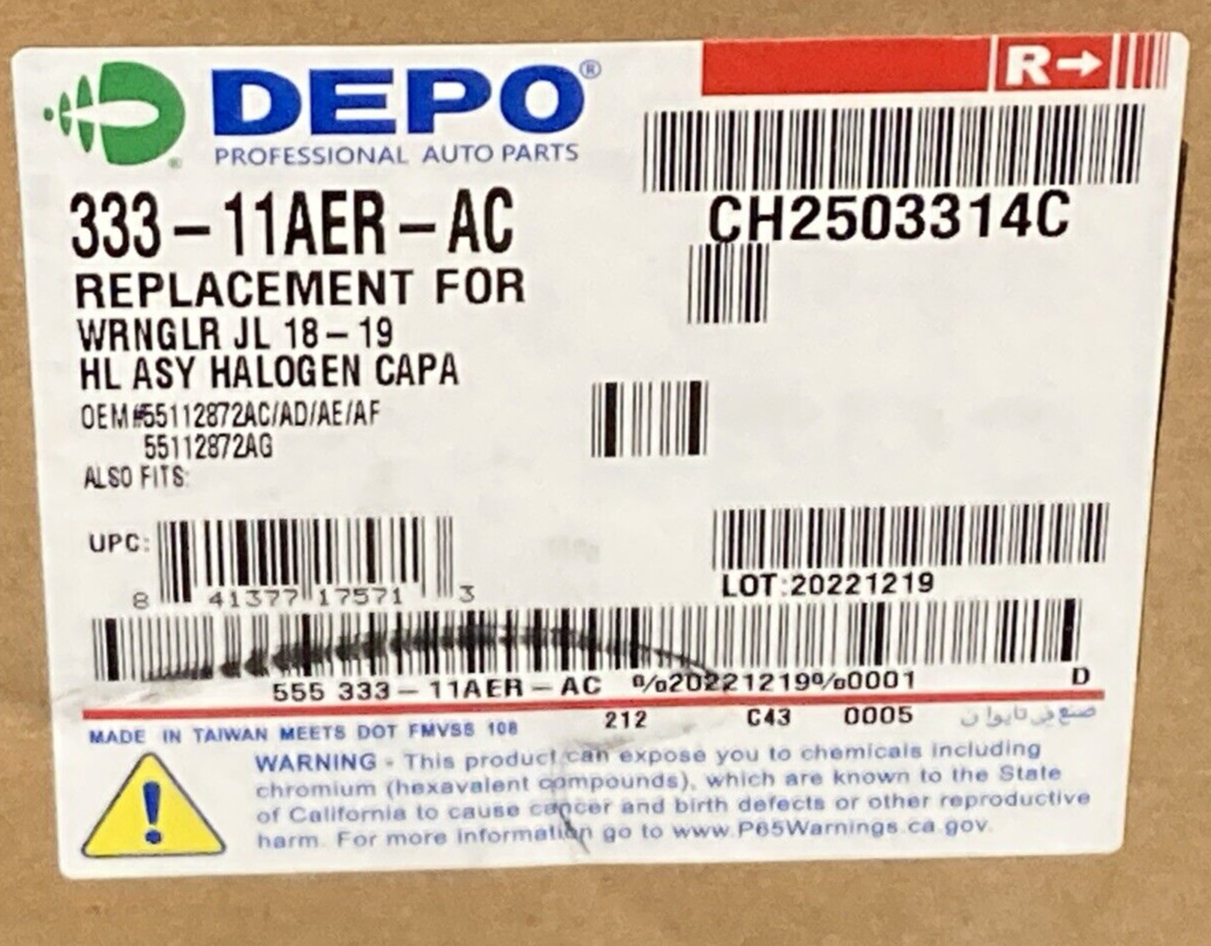 DEPO®
PROFESSIONAL AUTO PARTS
R→
333-11AER-AC
CH2503314C
REPLACEMENT FOR
WRNGLR JL 18-19
HL ASY HALOGEN CAPA
OEM#55112872AC/AD/AE/AF
55112872AG
ALSO FITS:
UPC:
8 41377 17571 3
LOT:20221219
555 333-11AER-AC %20221219%0001 D
MADE IN TAIWAN MEETS DOT FMVSS 108 212 C43 0005 صنع في تايوان
WARNING - This product can expose you to chemicals including
chromium (hexavalent compounds), which are known to the State
of California to cause cancer and birth defects or other reproductive
harm. For more information go to www.P65Warnings.ca.gov.